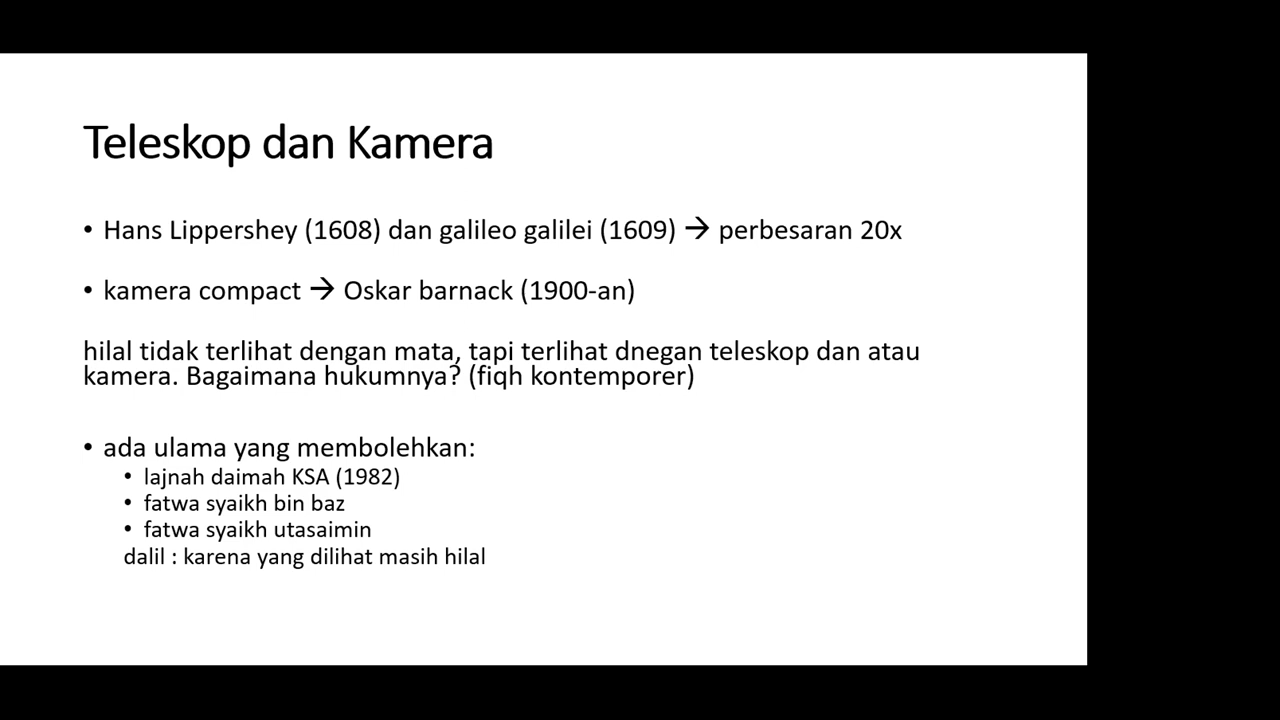 Teleskop dan Kamera
• Hans Lippershey (1608) dan galileo galilei (1609) → perbesaran 20x
• kamera compact → Oskar barnack (1900-an)
hilal tidak terlihat dengan mata, tapi terlihat dnegan teleskop dan atau
kamera. Bagaimana hukumnya? (fiqh kontemporer)
• ada ulama yang membolehkan:
• lajnah daimah KSA (1982)
• fatwa syaikh bin baz
• fatwa syaikh utasaimin
dalil : karena yang dilihat masih hilal